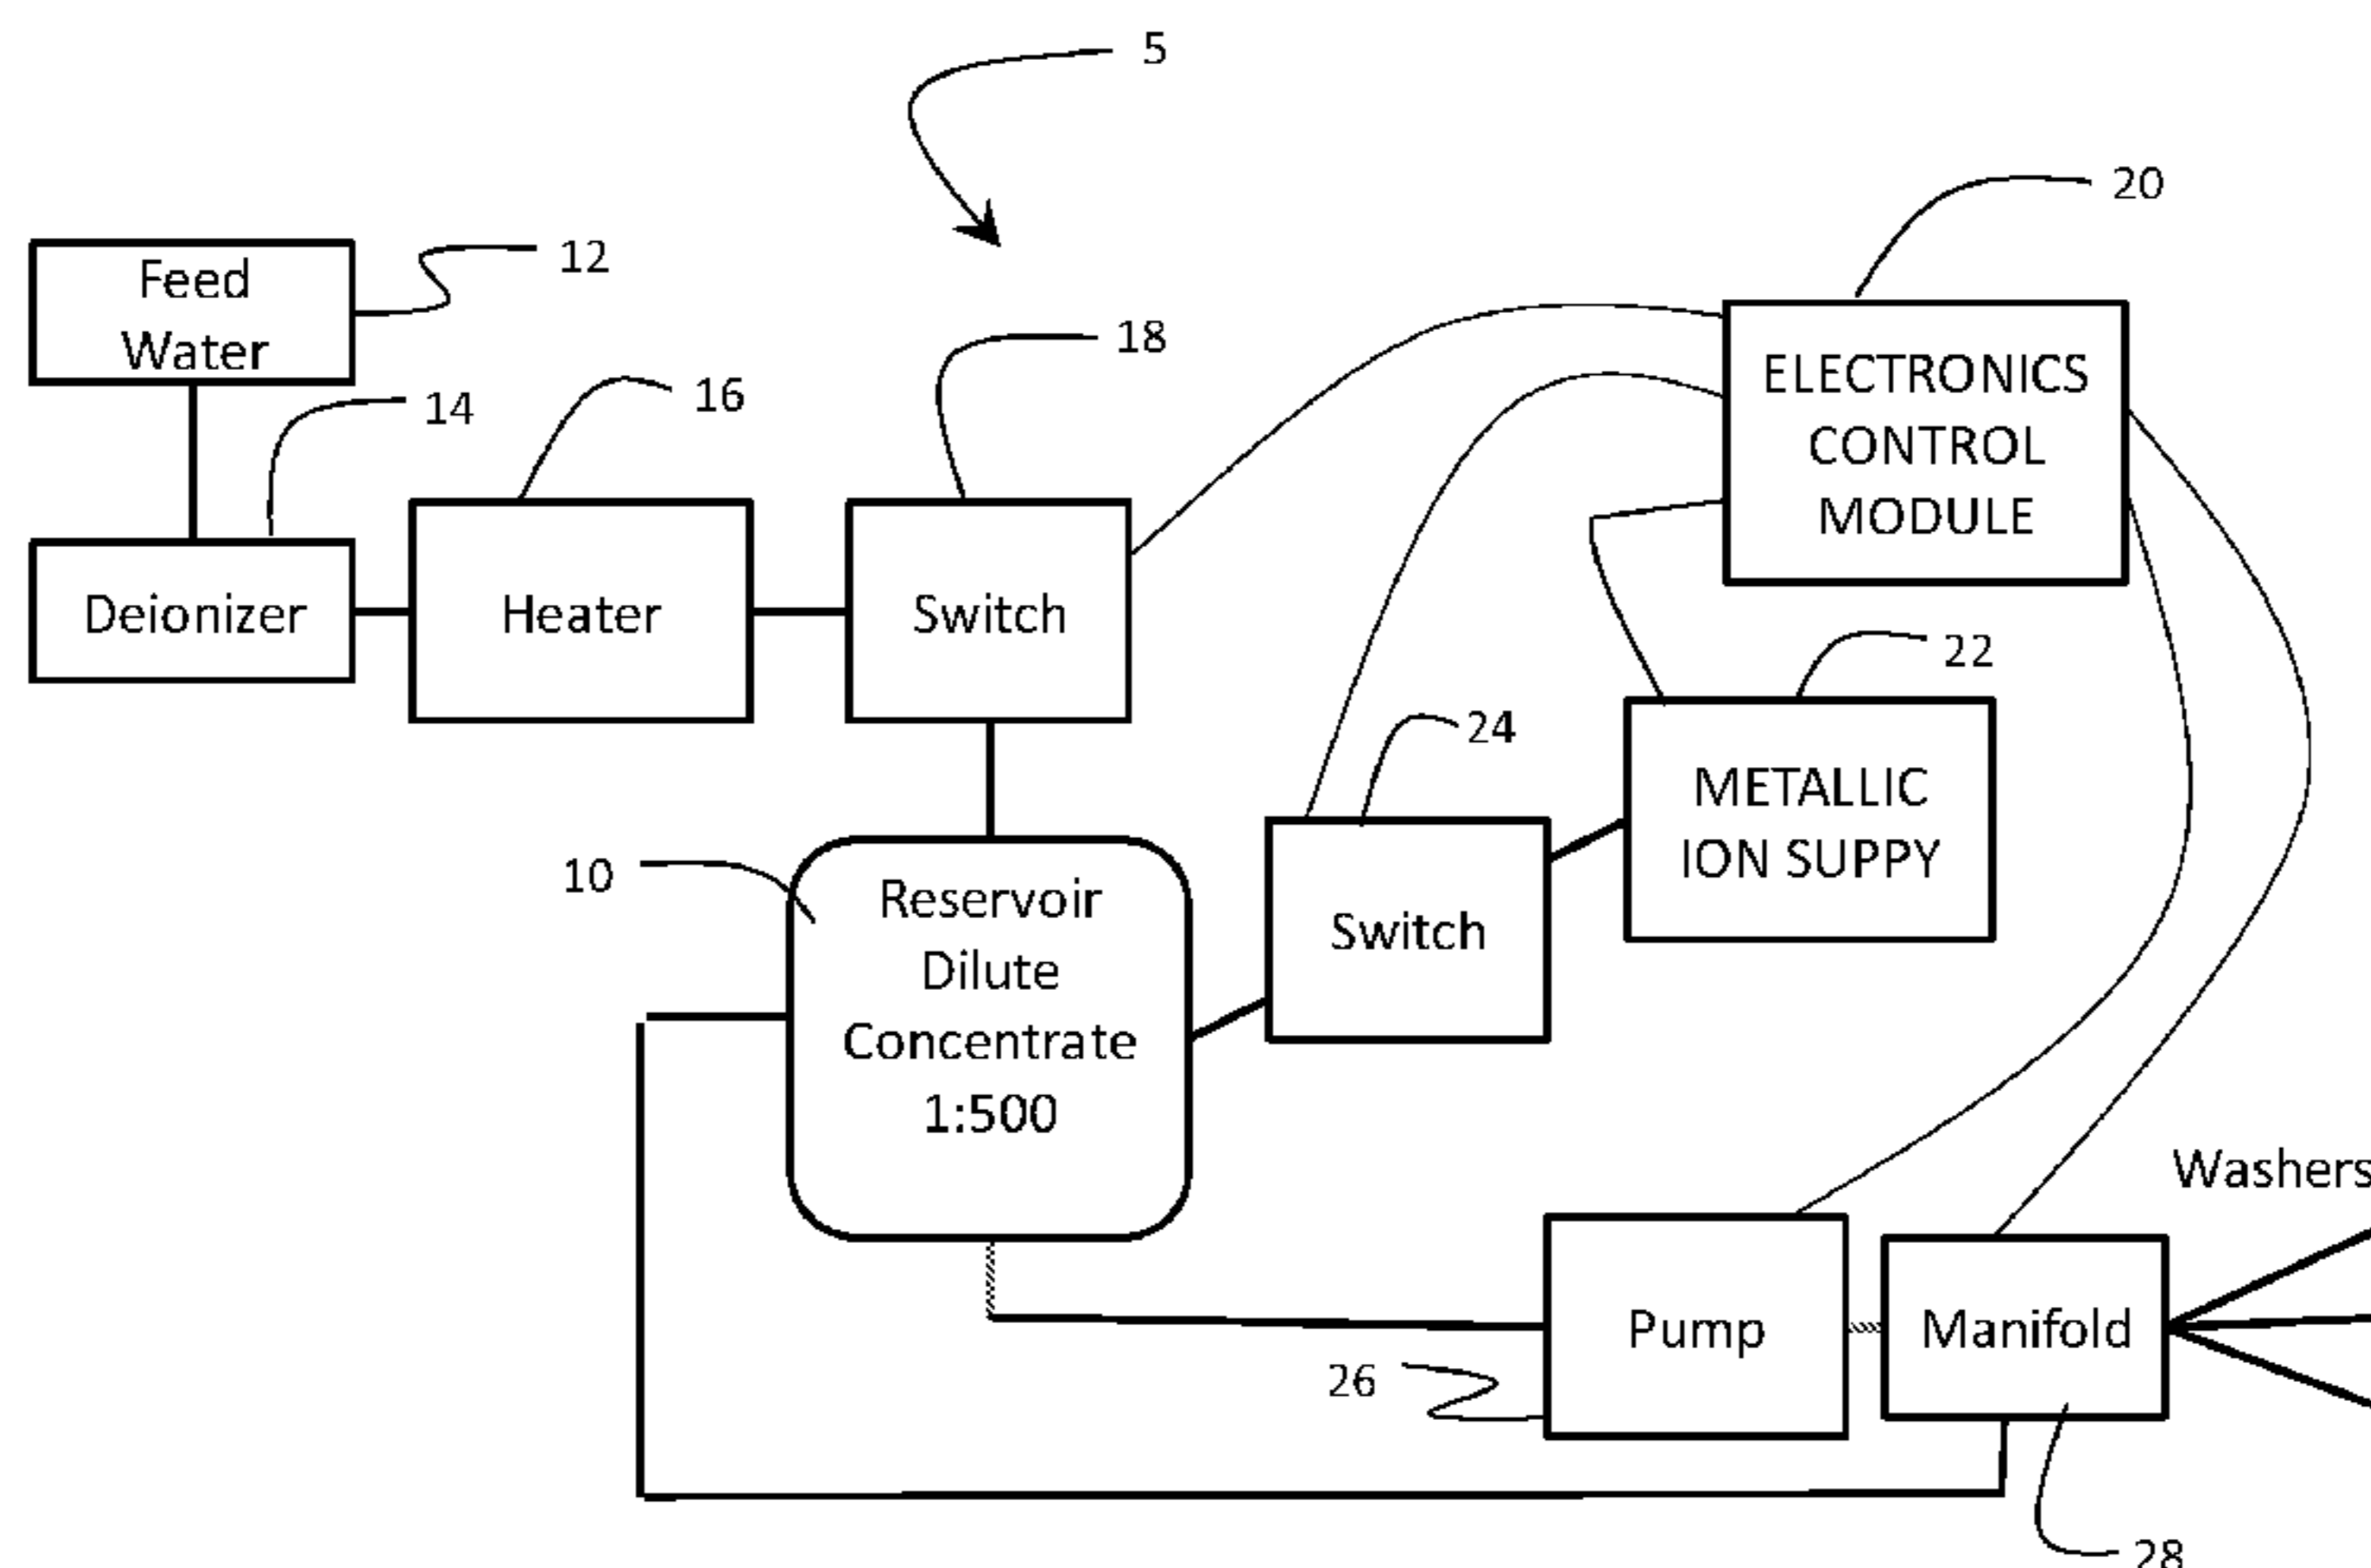 5
20
12
Feed
Water
18
16
14
ELECTRONICS
CONTROL
MODULE
Deionizer
Heater
Switch
22
24
METALLIC
ION SUPPY
10
Reservoir
Dilute
Concentrate
1:500
Switch
Washers
Pump
Manifold
26
28